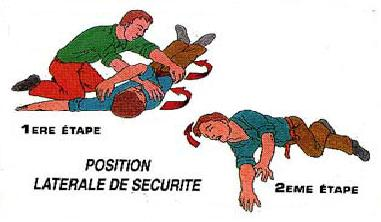 1ERE ÉTAPE
POSITION
LATERALE DE SECURITE
2EME ÉTAPE